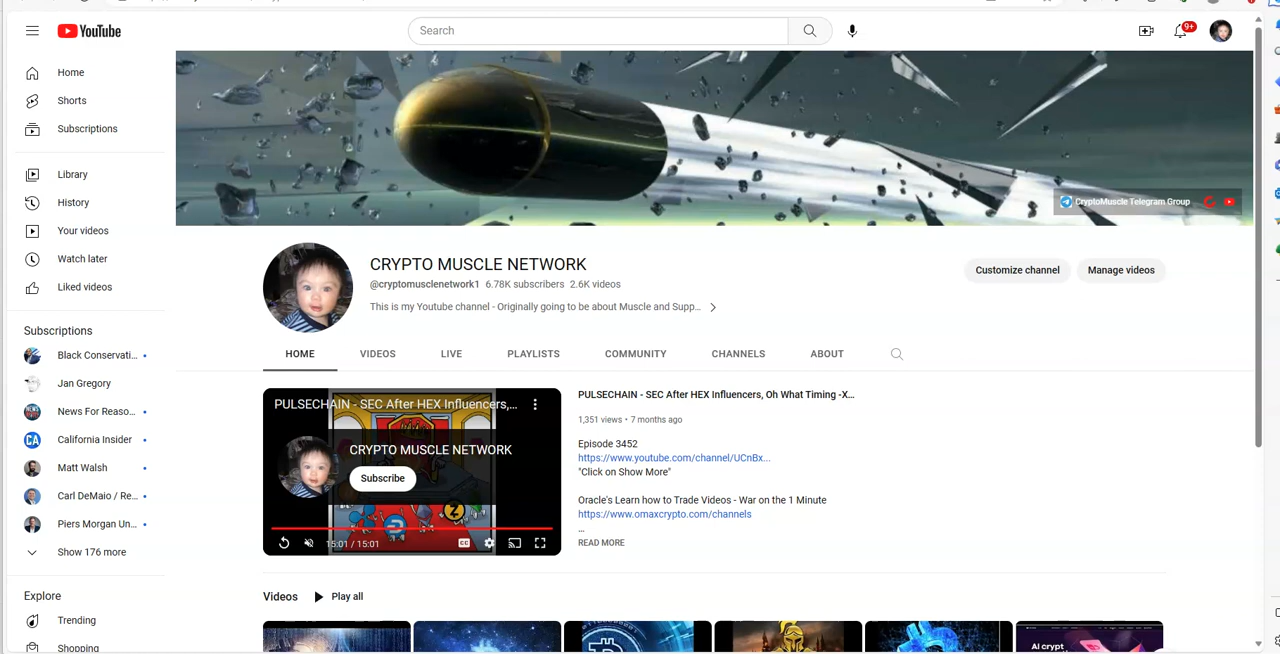 YouTube
Search
9+
Home
Shorts
Subscriptions
Library
History
Your videos
Watch later
Liked videos
Subscriptions
Black Conservati...
Jan Gregory
News For Reaso...
CA
California Insider
Matt Walsh
Carl DeMaio / Re...
Piers Morgan Un...
Show 176 more
Explore
Trending
Shopping
CryptoMuscle Telegram Group
CRYPTO MUSCLE NETWORK
@cryptomusclenetwork1 6.78K subscribers 2.6K videos
This is my Youtube channel - Originally going to be about Muscle and Supp...
Customize channel
Manage videos
HOME VIDEOS LIVE PLAYLISTS COMMUNITY CHANNELS ABOUT
PULSECHAIN - SEC After HEX Influencers,...
CRYPTO MUSCLE NETWORK
Subscribe
15:01 / 15:01
CC
PULSECHAIN - SEC After HEX Influencers, Oh What Timing -X...
1,351 views • 7 months ago
Episode 3452
https://www.youtube.com/channel/UCnBx...
"Click on Show More"
Oracle's Learn how to Trade Videos - War on the 1 Minute
https://www.omaxcrypto.com/channels
...
READ MORE
Videos
Play all
AI crypt